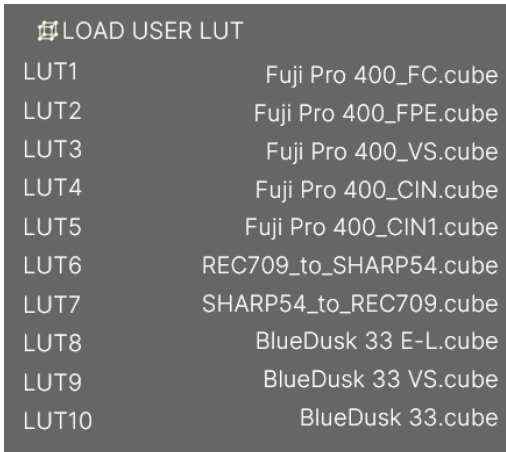 LOAD USER LUT
LUT1 Fuji Pro 400_FC.cube
LUT2 Fuji Pro 400_FPE.cube
LUT3 Fuji Pro 400_VS.cube
LUT4 Fuji Pro 400_CIN.cube
LUT5 Fuji Pro 400_CIN1.cube
LUT6 REC709_to_SHARP54.cube
LUT7 SHARP54_to_REC709.cube
LUT8 BlueDusk 33 E-L.cube
LUT9 BlueDusk 33 VS.cube
LUT10 BlueDusk 33.cube